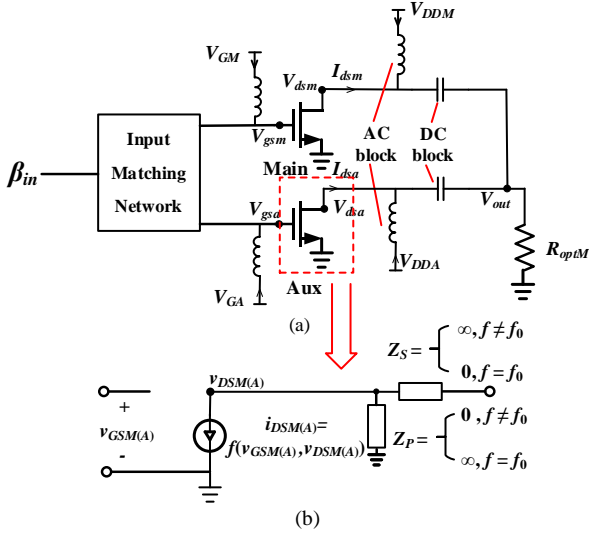 V_DDM
V_GM
V_dsm
I_dsm
Input
Matching
Network
β_in
V_gsm
Main
AC
block
DC
block
I_dsa
V_gsa
V_dsa
V_out
R_optM
V_GA
Aux
V_DDA
(a)
Z_S = { ∞, f ≠ f_0
0, f = f_0
v_DSM(A)
+
v_GSM(A)
-
i_DSM(A)=
f(v_GSM(A), v_DSM(A))
Z_P = { 0, f ≠ f_0
∞, f = f_0
(b)